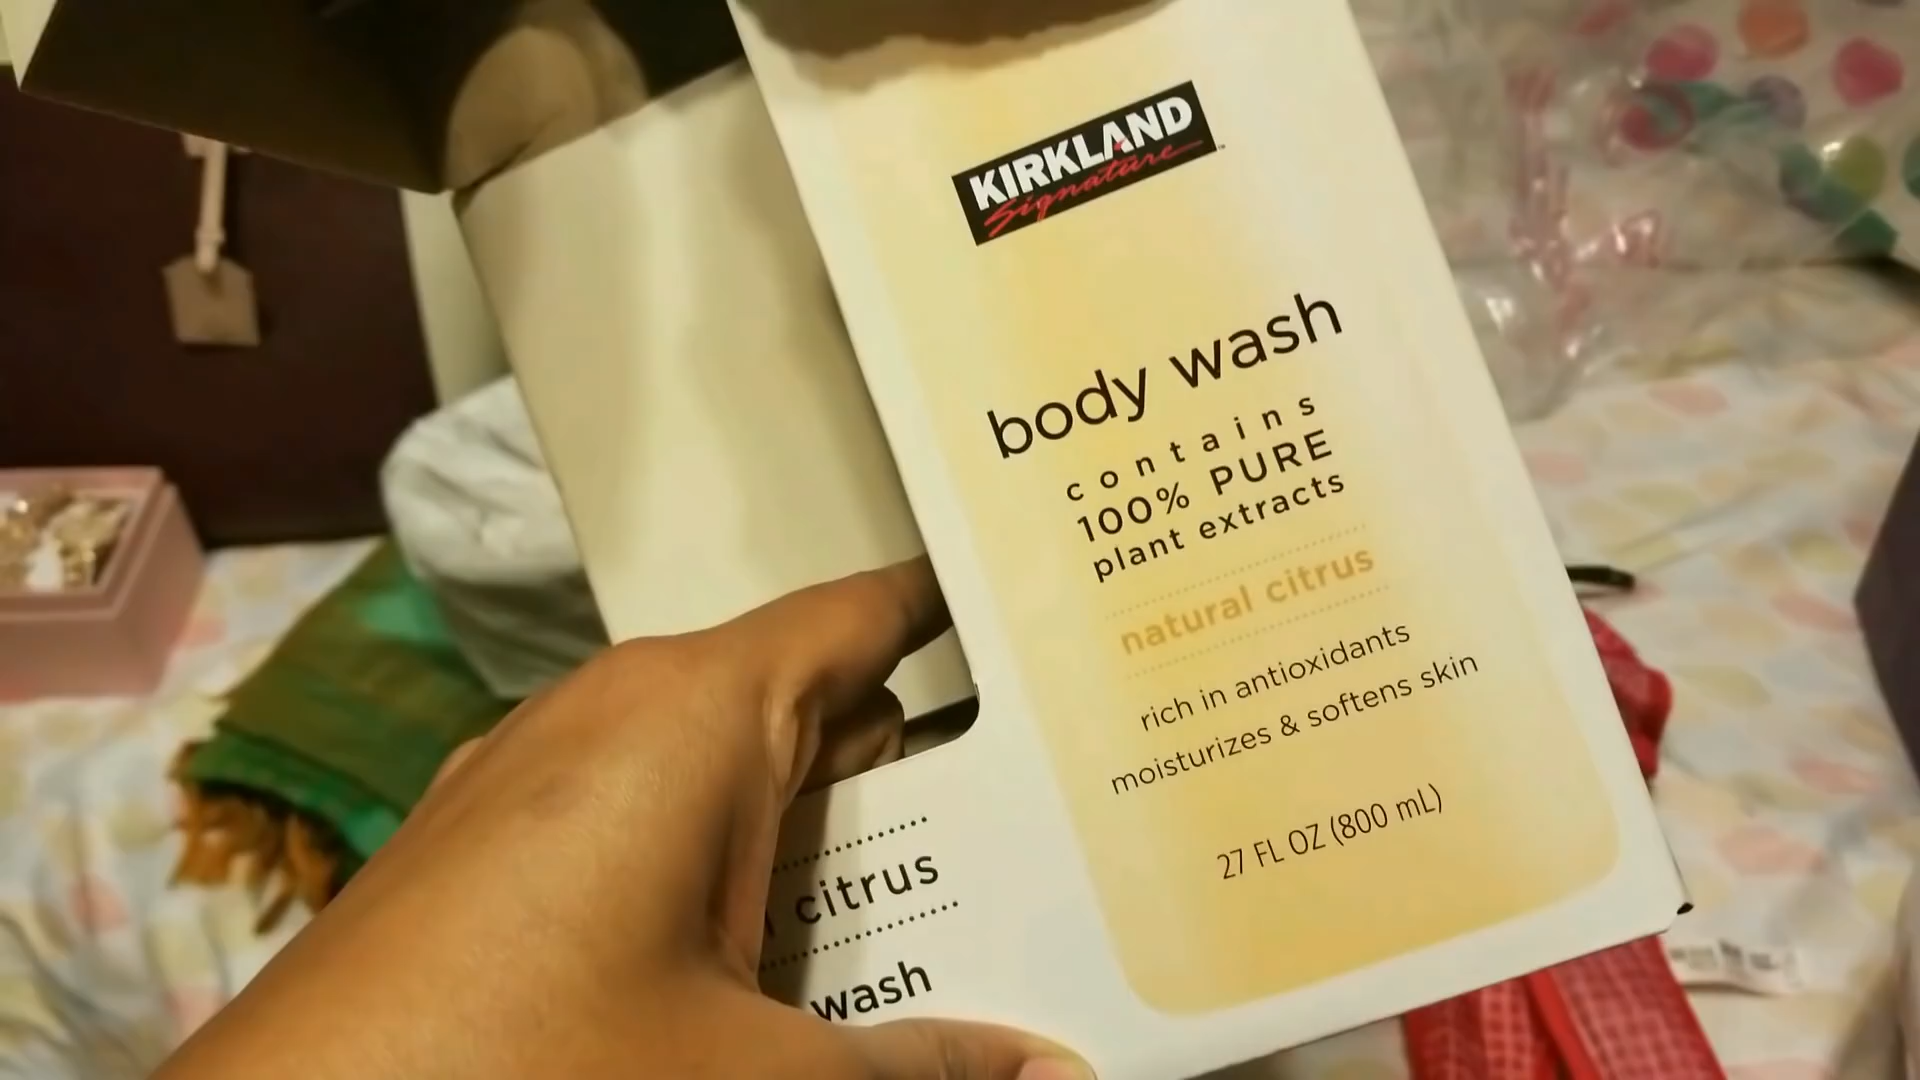 KIRKLAND
Signature™
body wash
contains
100% PURE
plant extracts
natural citrus
rich in antioxidants
moisturizes & softens skin
27 FL OZ (800 mL)
citrus
wash